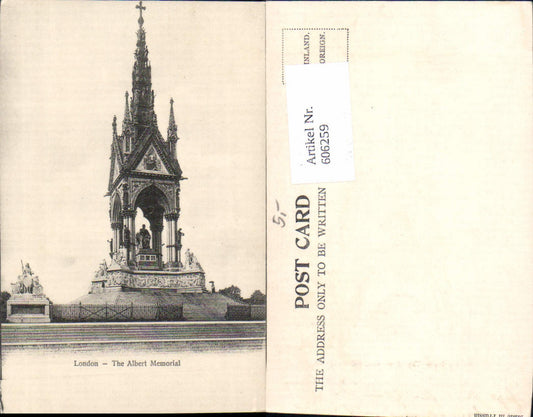 London – The Albert Memorial
INLAND.
FOREIGN.
Artikel Nr.
606259
5,-
POST CARD
THE ADDRESS ONLY TO BE WRITTEN